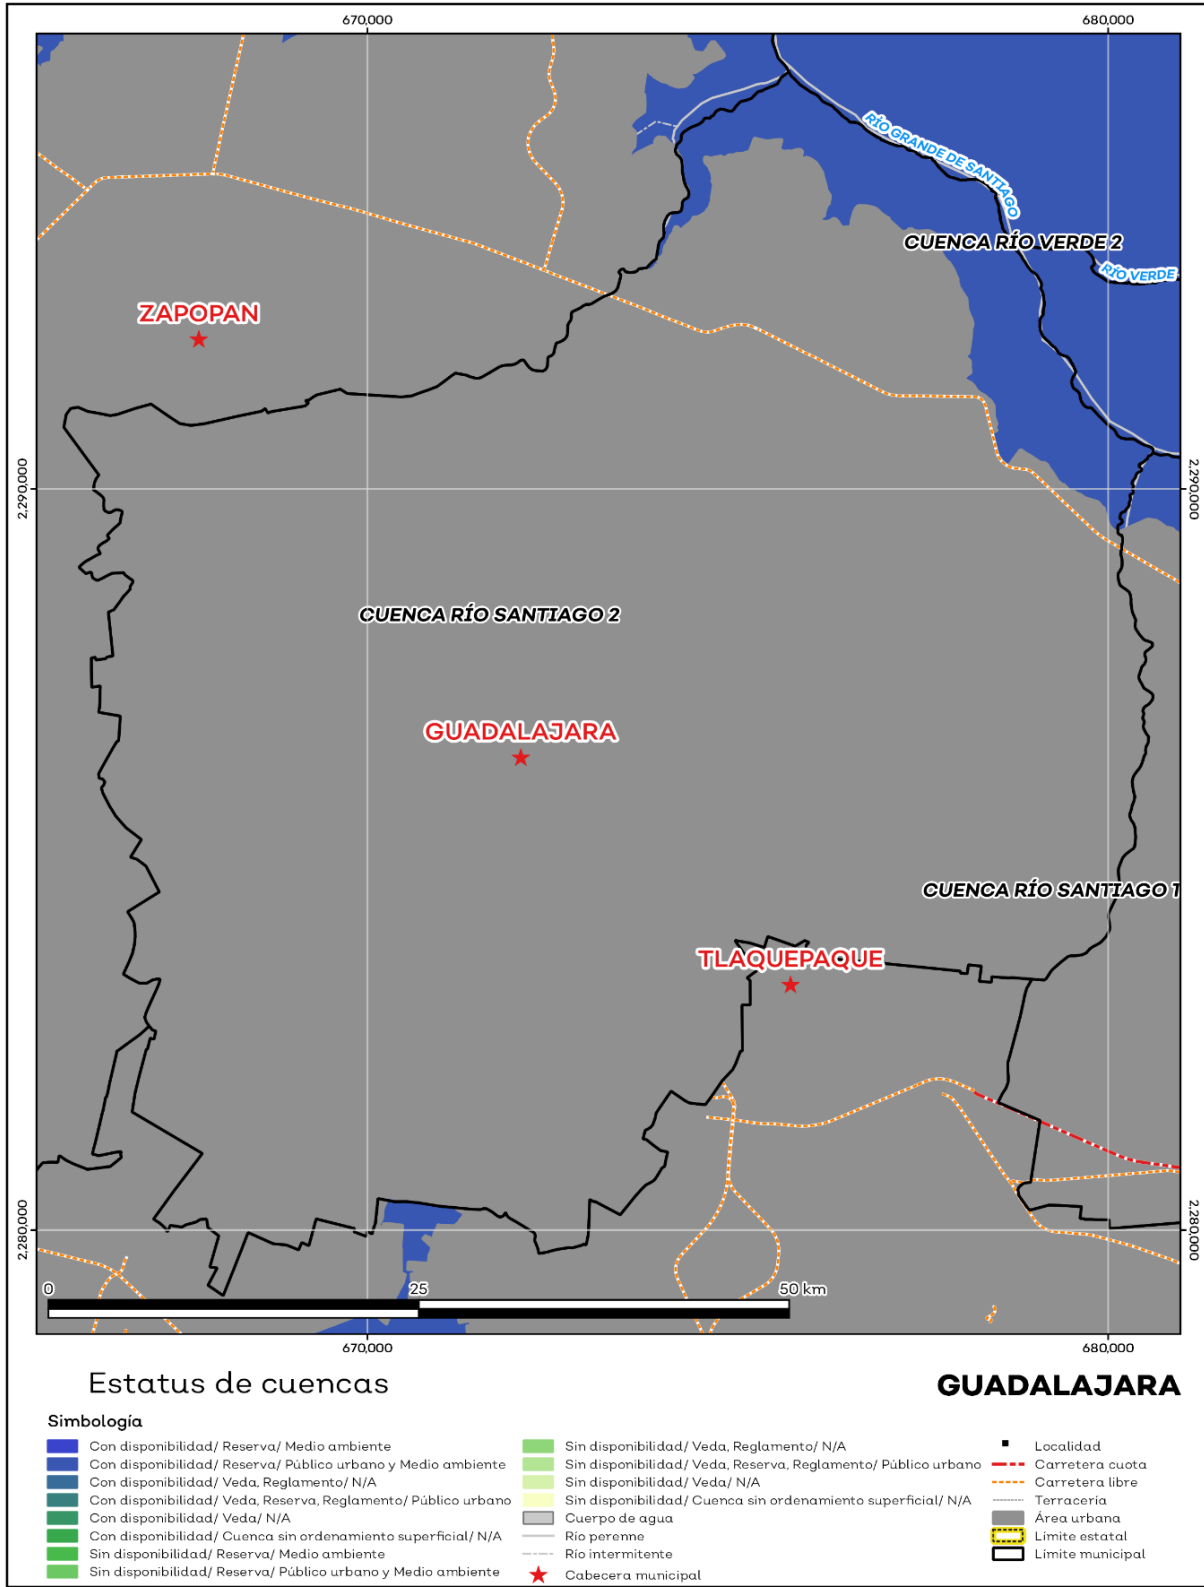 670,000
680,000
RÍO GRANDE DE SANTIAGO
CUENCA RÍO VERDE 2
RÍO VERDE
ZAPOPAN
2,290,000
2,290,000
CUENCA RÍO SANTIAGO 2
GUADALAJARA
CUENCA RÍO SANTIAGO 1
TLAQUEPAQUE
2,280,000
2,280,000
0
25
50 km
670,000
680,000
Estatus de cuencas
GUADALAJARA
Simbología
Con disponibilidad/ Reserva/ Medio ambiente
Con disponibilidad/ Reserva/ Público urbano y Medio ambiente
Con disponibilidad/ Veda, Reglamento/ N/A
Con disponibilidad/ Veda, Reserva, Reglamento/ Público urbano
Con disponibilidad/ Veda/ N/A
Con disponibilidad/ Cuenca sin ordenamiento superficial/ N/A
Sin disponibilidad/ Reserva/ Medio ambiente
Sin disponibilidad/ Reserva/ Público urbano y Medio ambiente
Sin disponibilidad/ Veda, Reglamento/ N/A
Sin disponibilidad/ Veda, Reserva, Reglamento/ Público urbano
Sin disponibilidad/ Veda/ N/A
Sin disponibilidad/ Cuenca sin ordenamiento superficial/ N/A
Cuerpo de agua
Río perenne
Río intermitente
Cabecera municipal
Localidad
Carretera cuota
Carretera libre
Terracería
Área urbana
Límite estatal
Límite municipal